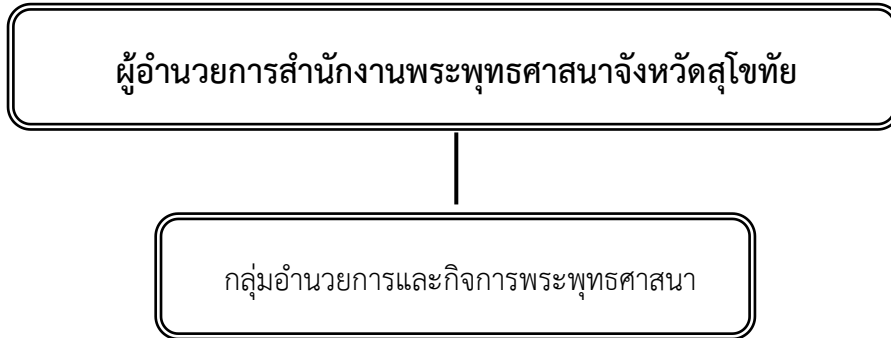 ผู้อำนวยการสำนักงานพระพุทธศาสนาจังหวัดสุโขทัย
กลุ่มอำนวยการและกิจการพระพุทธศาสนา